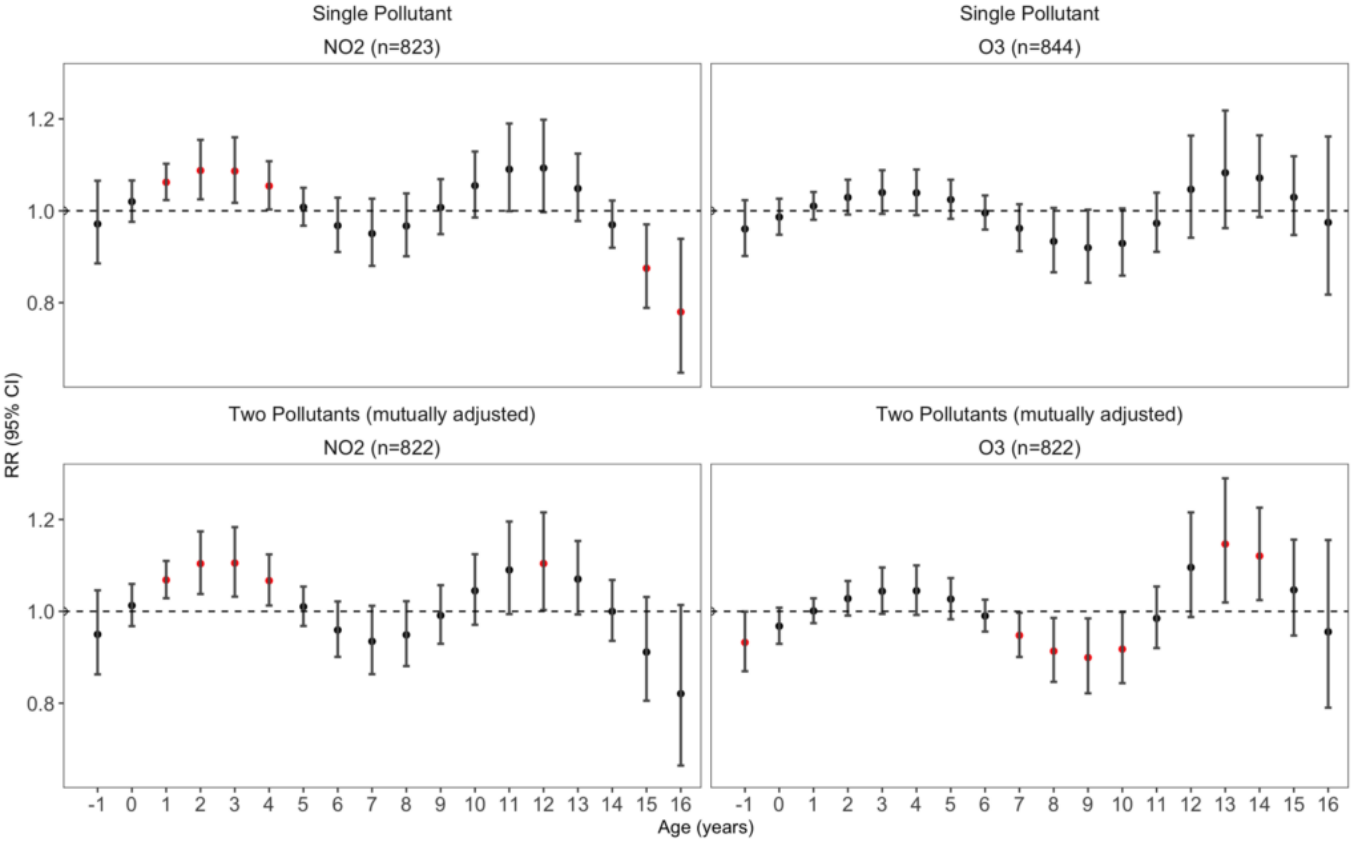 Single Pollutant
NO2 (n=823)
Single Pollutant
O3 (n=844)
1.2
1.0
0.8
RR (95% CI)
Two Pollutants (mutually adjusted)
NO2 (n=822)
Two Pollutants (mutually adjusted)
O3 (n=822)
1.2
1.0
0.8
-1 0 1 2 3 4 5 6 7 8 9 10 11 12 13 14 15 16
-1 0 1 2 3 4 5 6 7 8 9 10 11 12 13 14 15 16
Age (years)